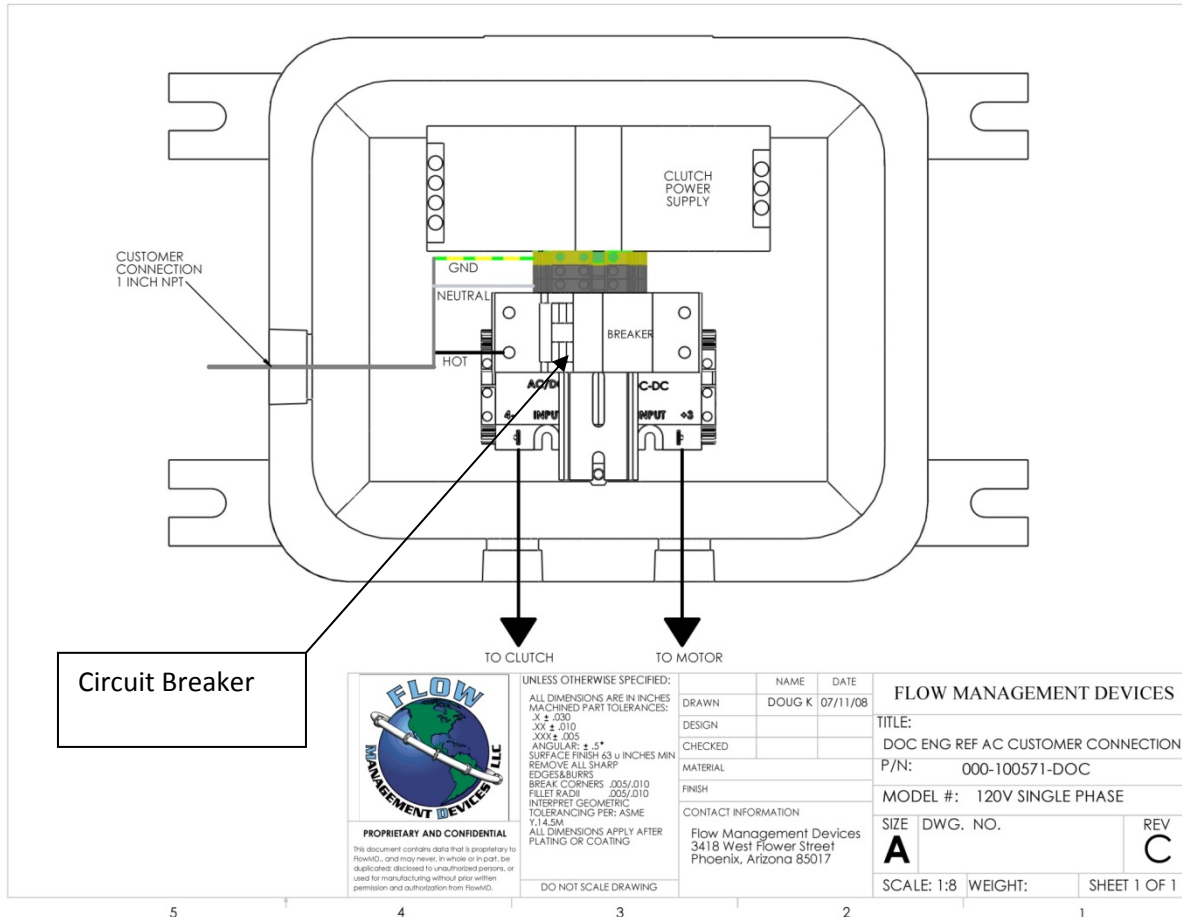 CLUTCH
POWER
SUPPLY
CUSTOMER
CONNECTION
1 INCH NPT
GND
NEUTRAL
HOT
BREAKER
C-DC
INPUT
INPUT
TO CLUTCH
TO MOTOR
Circuit Breaker
FLOW
MANAGEMENT DEVICES LLC
PROPRIETARY AND CONFIDENTIAL
This document contains data that is proprietary to
FlowMD., and may never, in whole or in part, be
duplicated; disclosed to unauthorized persons, or
used for manufacturing without prior written
permission and authorization from FlowMD.
UNLESS OTHERWISE SPECIFIED:
ALL DIMENSIONS ARE IN INCHES
MACHINED PART TOLERANCES:
.X ± .030
.XX ± .010
.XXX ± .005
ANGULAR: ± .5°
SURFACE FINISH 63 u INCHES MIN
REMOVE ALL SHARP
EDGES&BURRS
BREAK CORNERS .005/.010
FILLET RADII .005/.010
INTERPRET GEOMETRIC
TOLERANCING PER: ASME
Y.14.5M
ALL DIMENSIONS APPLY AFTER
PLATING OR COATING
DO NOT SCALE DRAWING
NAME DATE
DRAWN DOUG K 07/11/08
DESIGN
CHECKED
MATERIAL
FINISH
CONTACT INFORMATION
Flow Management Devices
3418 West Flower Street
Phoenix, Arizona 85017
FLOW MANAGEMENT DEVICES
TITLE:
DOC ENG REF AC CUSTOMER CONNECTION
P/N: 000-100571-DOC
MODEL #: 120V SINGLE PHASE
SIZE DWG. NO. REV
A C
SCALE: 1:8 WEIGHT: SHEET 1 OF 1
5 4 3 2 1